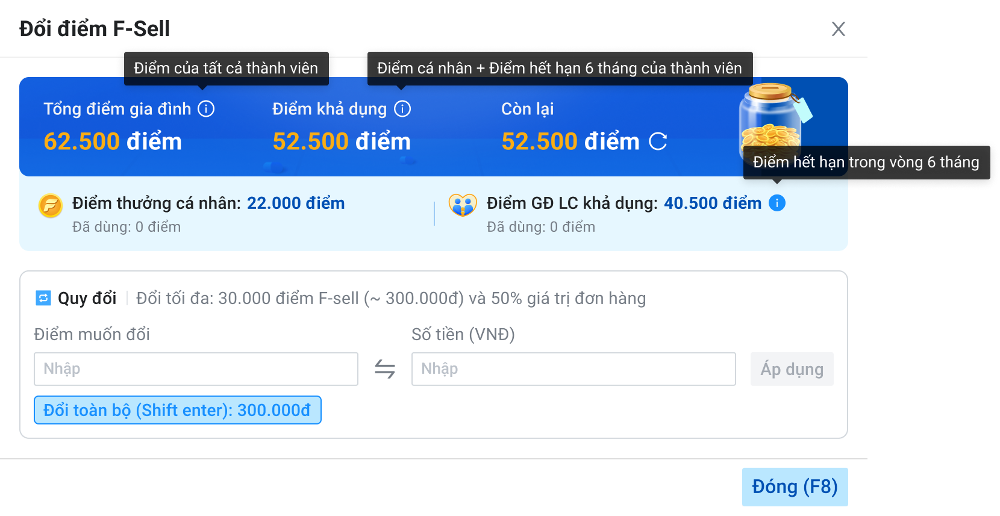 Đổi điểm F-Sell
Điểm của tất cả thành viên
Điểm cá nhân + Điểm hết hạn 6 tháng của thành viên
Tổng điểm gia đình
Điểm khả dụng
Còn lại
62.500 điểm
52.500 điểm
52.500 điểm
Điểm hết hạn trong vòng 6 tháng
Điểm thưởng cá nhân: 22.000 điểm
Đã dùng: 0 điểm
Điểm GĐ LC khả dụng: 40.500 điểm
Đã dùng: 0 điểm
Quy đổi
Đổi tối đa: 30.000 điểm F-sell (~ 300.000đ) và 50% giá trị đơn hàng
Điểm muốn đổi
Số tiền (VNĐ)
Nhập
Nhập
Áp dụng
Đổi toàn bộ (Shift enter): 300.000đ
Đóng (F8)